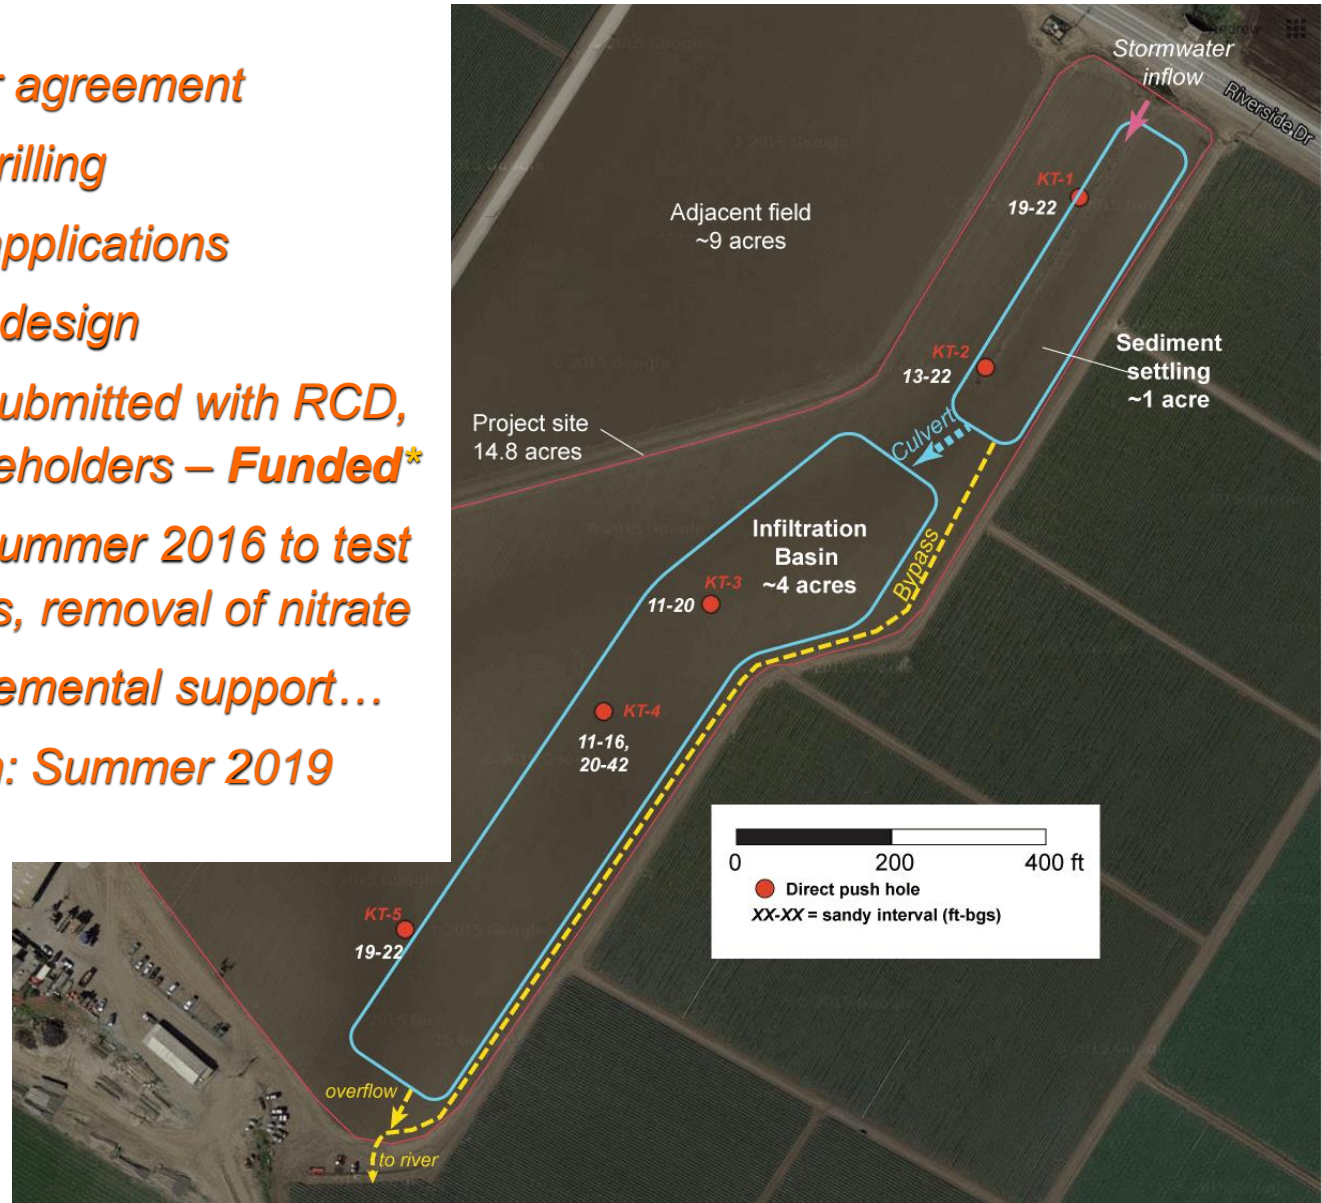 r agreement
rilling
applications
design
submitted with RCD,
eholders – Funded*
ummer 2016 to test
s, removal of nitrate
emental support…
n: Summer 2019
Stormwater
inflow
Riverside Dr
KT-1
19-22
Adjacent field
~9 acres
KT-2
13-22
Sediment
settling
~1 acre
Project site
14.8 acres
Culvert
Infiltration
Basin
~4 acres
Bypass
KT-3
11-20
KT-4
11-16,
20-42
0 200 400 ft
Direct push hole
XX-XX = sandy interval (ft-bgs)
KT-5
19-22
overflow
to river